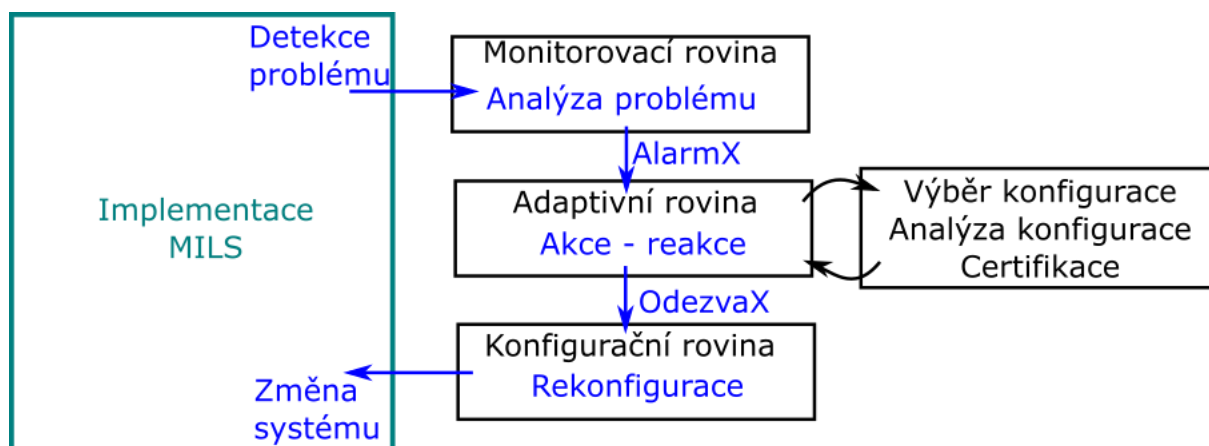 Detekce
problému
Monitorovací rovina
Analýza problému
AlarmX
Implementace
MILS
Adaptivní rovina
Akce - reakce
Výběr konfigurace
Analýza konfigurace
Certifikace
OdezvaX
Konfigurační rovina
Rekonfigurace
Změna
systému